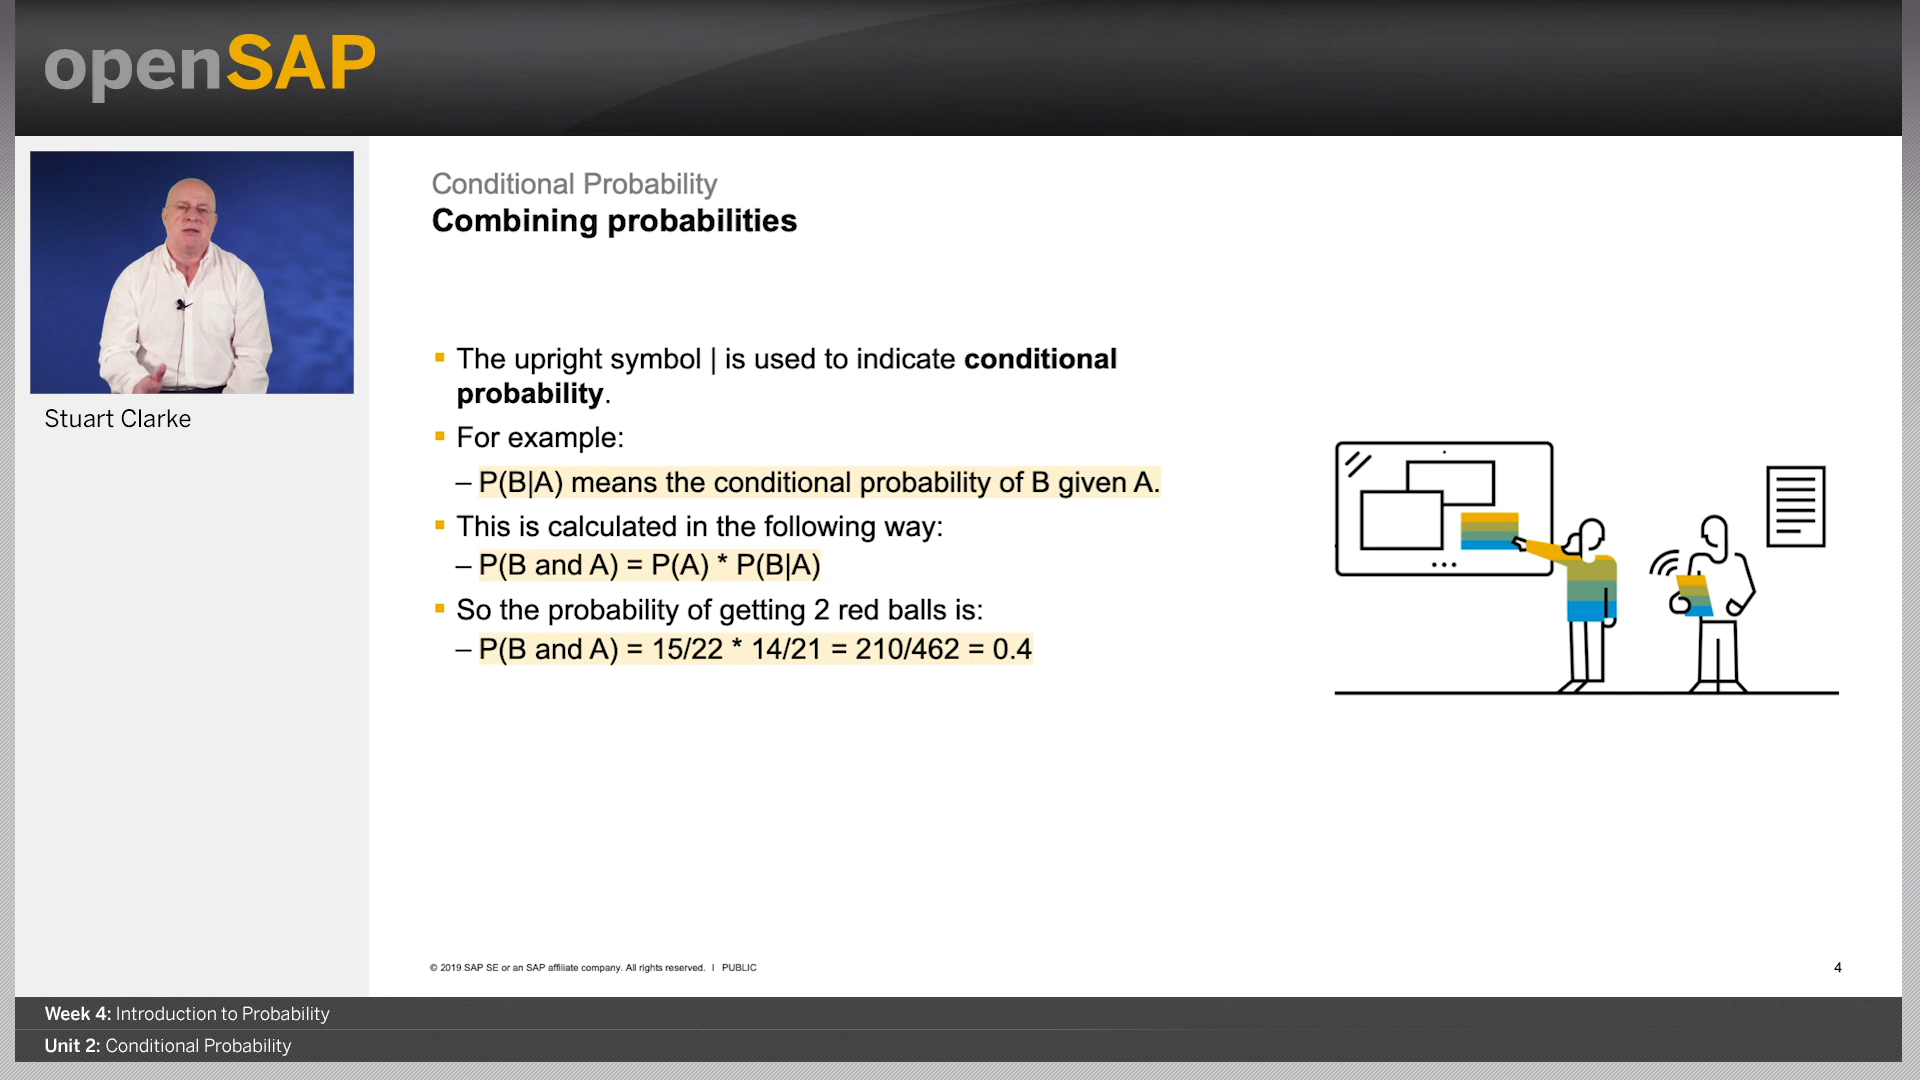 openSAP
Stuart Clarke
Conditional Probability
Combining probabilities
▪ The upright symbol | is used to indicate conditional
probability.
▪ For example:
– P(B|A) means the conditional probability of B given A.
▪ This is calculated in the following way:
– P(B and A) = P(A) * P(B|A)
▪ So the probability of getting 2 red balls is:
– P(B and A) = 15/22 * 14/21 = 210/462 = 0.4
© 2019 SAP SE or an SAP affiliate company. All rights reserved. I PUBLIC
4
Week 4: Introduction to Probability
Unit 2: Conditional Probability